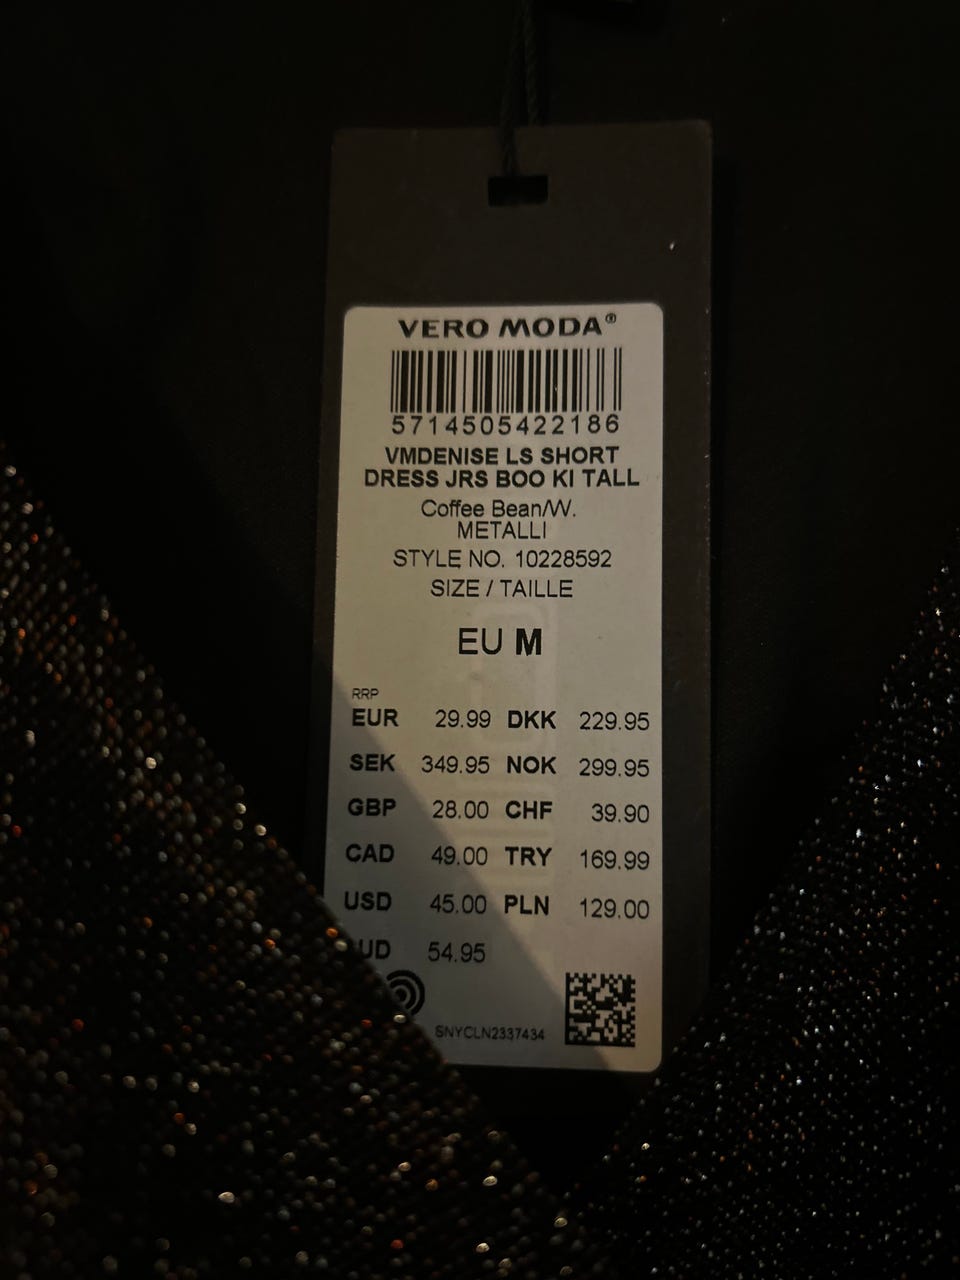 VERO MODA®
5714505422186
VMDENISE LS SHORT
DRESS JRS BOO KI TALL
Coffee Bean/W.
METALLI
STYLE NO. 10228592
SIZE / TAILLE
EU M
RRP
EUR 29.99 DKK 229.95
SEK 349.95 NOK 299.95
GBP 28.00 CHF 39.90
CAD 49.00 TRY 169.99
USD 45.00 PLN 129.00
UD 54.95
SNYCLN2337434